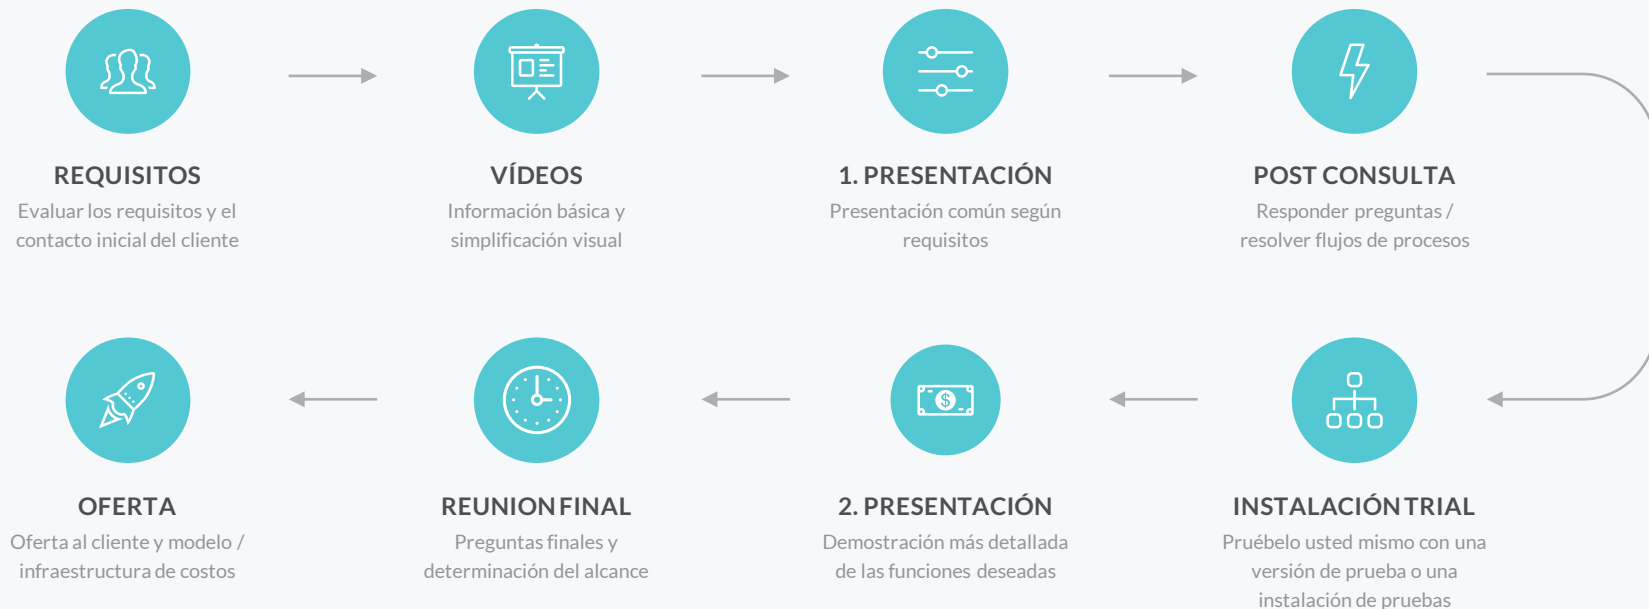 REQUISITOS
Evaluar los requisitos y el
contacto inicial del cliente
VÍDEOS
Información básica y
simplificación visual
1. PRESENTACIÓN
Presentación común según
requisitos
POST CONSULTA
Responder preguntas /
resolver flujos de procesos
$
INSTALACIÓN TRIAL
Pruébelo usted mismo con una
versión de prueba o una
instalación de pruebas
2. PRESENTACIÓN
Demostración más detallada
de las funciones deseadas
REUNION FINAL
Preguntas finales y
determinación del alcance
OFERTA
Oferta al cliente y modelo /
infraestructura de costos